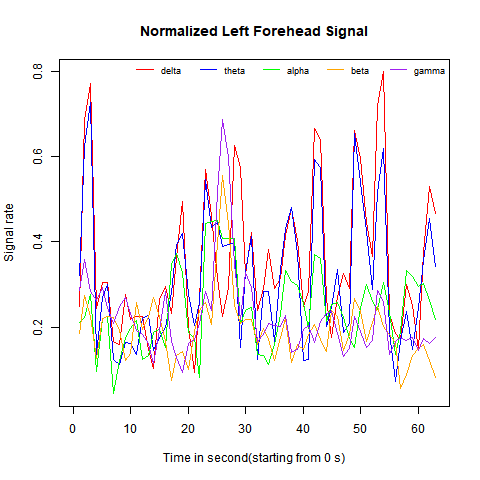 Normalized Left Forehead Signal
delta theta alpha beta gamma
Signal rate
0.8
0.6
0.4
0.2
0 10 20 30 40 50 60
Time in second(starting from 0 s)